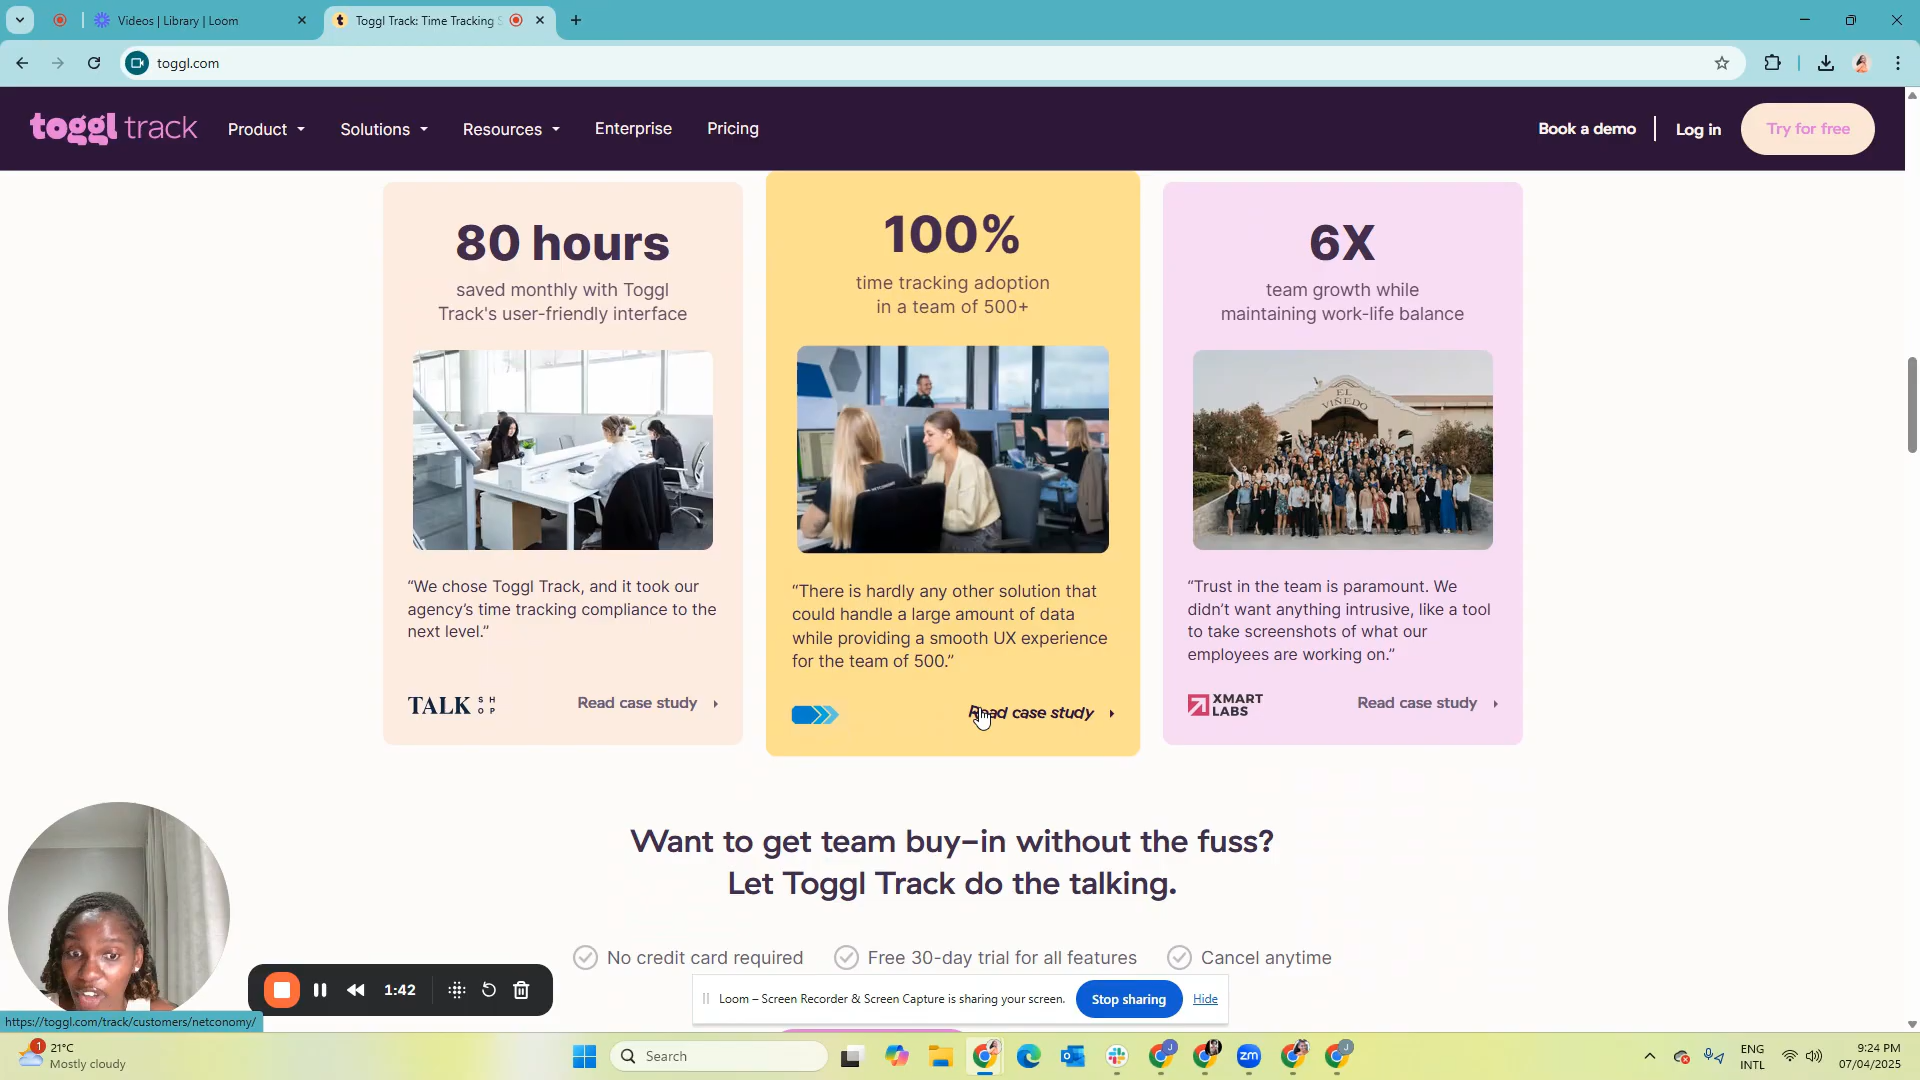 Videos | Library | Loom
Toggl Track: Time Tracking S
toggl.com
toggl track
Product
Solutions
Resources
Enterprise
Pricing
Book a demo
Log in
Try for free
80 hours
saved monthly with Toggl
Track's user-friendly interface
“We chose Toggl Track, and it took our
agency’s time tracking compliance to the
next level.”
TALK SHOP
Read case study
100%
time tracking adoption
in a team of 500+
“There is hardly any other solution that
could handle a large amount of data
while providing a smooth UX experience
for the team of 500.”
Read case study
6X
team growth while
maintaining work-life balance
EL
VIÑEDO
“Trust in the team is paramount. We
didn’t want anything intrusive, like a tool
to take screenshots of what our
employees are working on.”
XMART
LABS
Read case study
Want to get team buy-in without the fuss?
Let Toggl Track do the talking.
No credit card required
Free 30-day trial for all features
Cancel anytime
1:42
Loom – Screen Recorder & Screen Capture is sharing your screen.
Stop sharing
Hide
https://toggl.com/track/customers/netconomy/
1
21°C
Mostly cloudy
Search
zm
J
J
ENG
INTL
9:24 PM
07/04/2025